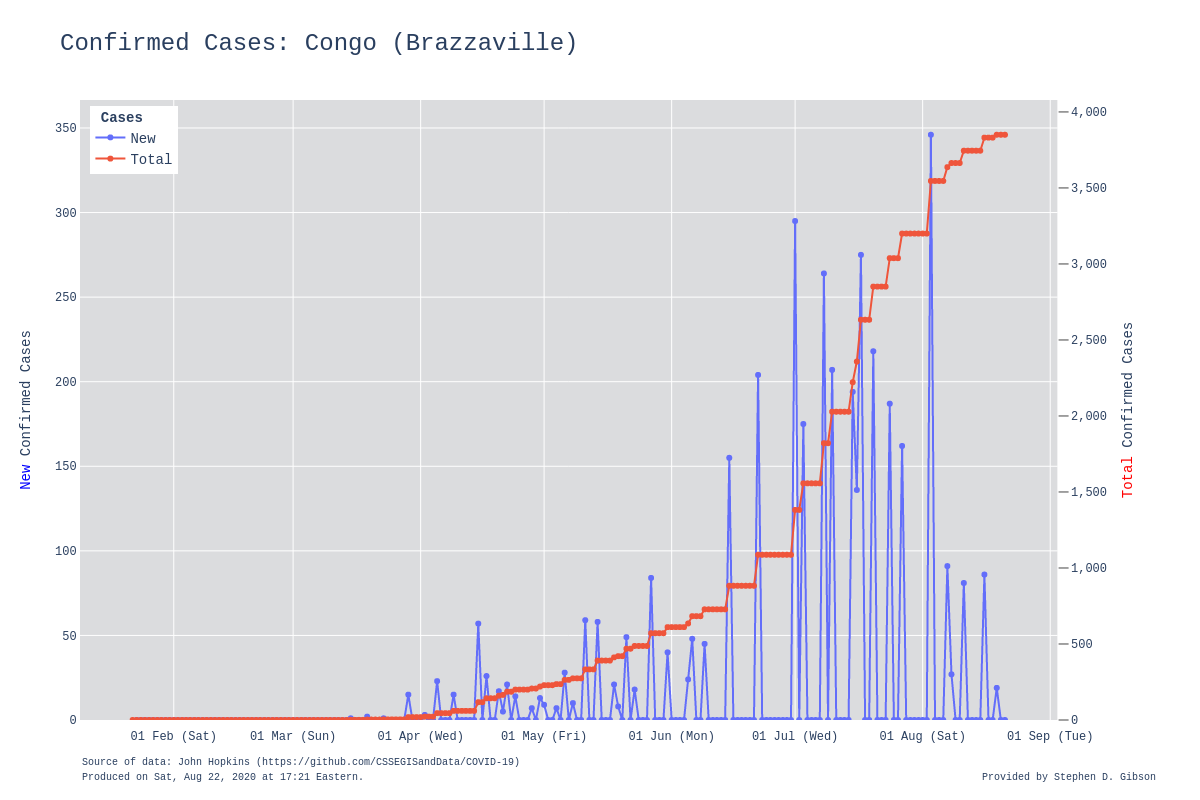 Confirmed Cases: Congo (Brazzaville)
Cases
New
Total
350
300
250
200
150
100
50
0
4,000
3,500
3,000
2,500
2,000
1,500
1,000
500
0
New Confirmed Cases
Total Confirmed Cases
01 Feb (Sat)
01 Mar (Sun)
01 Apr (Wed)
01 May (Fri)
01 Jun (Mon)
01 Jul (Wed)
01 Aug (Sat)
01 Sep (Tue)
Source of data: John Hopkins (https://github.com/CSSEGISandData/COVID-19)
Produced on Sat, Aug 22, 2020 at 17:21 Eastern.
Provided by Stephen D. Gibson